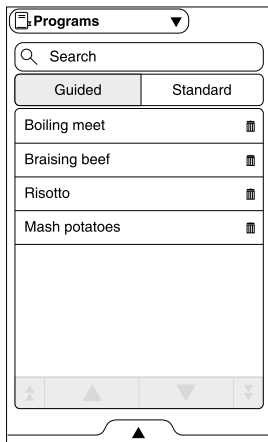 Programs
Search
Guided Standard
Boiling meet
Braising beef
Risotto
Mash potatoes